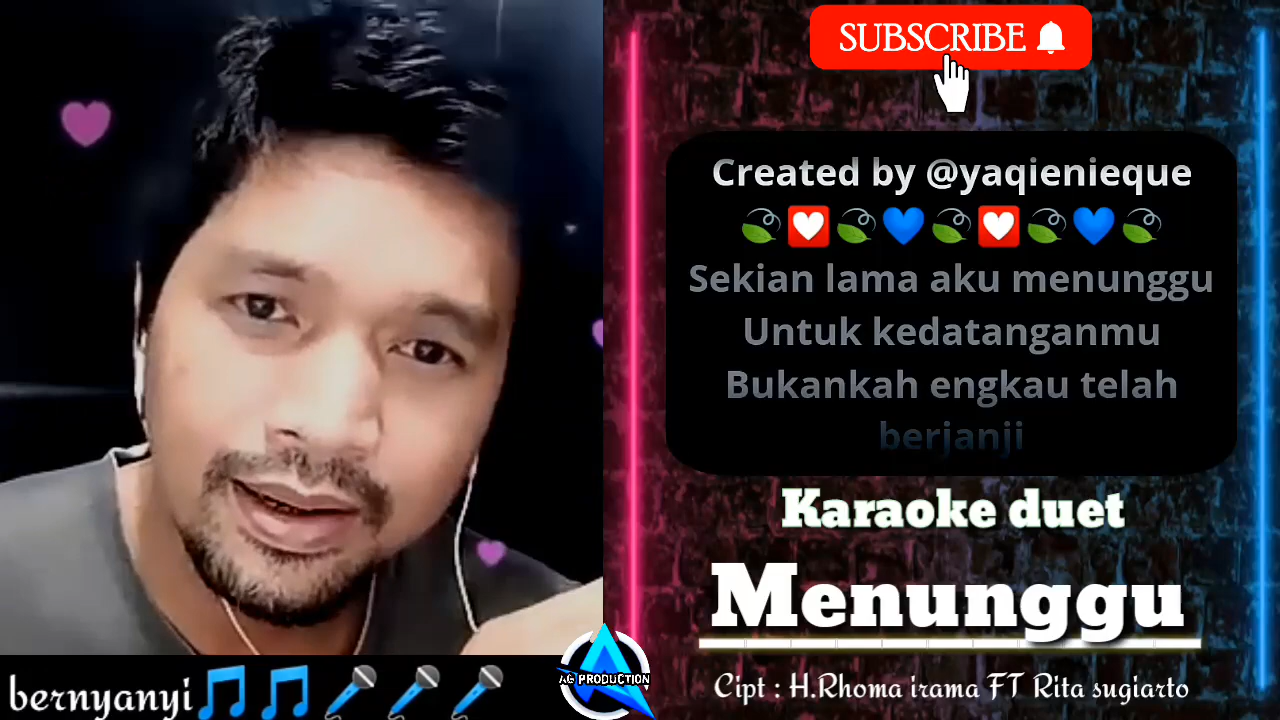 SUBSCRIBE
Created by @yaqienieque
Sekian lama aku menunggu
Untuk kedatanganmu
Bukankah engkau telah
berjanji
Karaoke duet
Menunggu
Cipt : H.Rhoma irama FT Rita sugiarto
bernyanyi
AG PRODUCTION